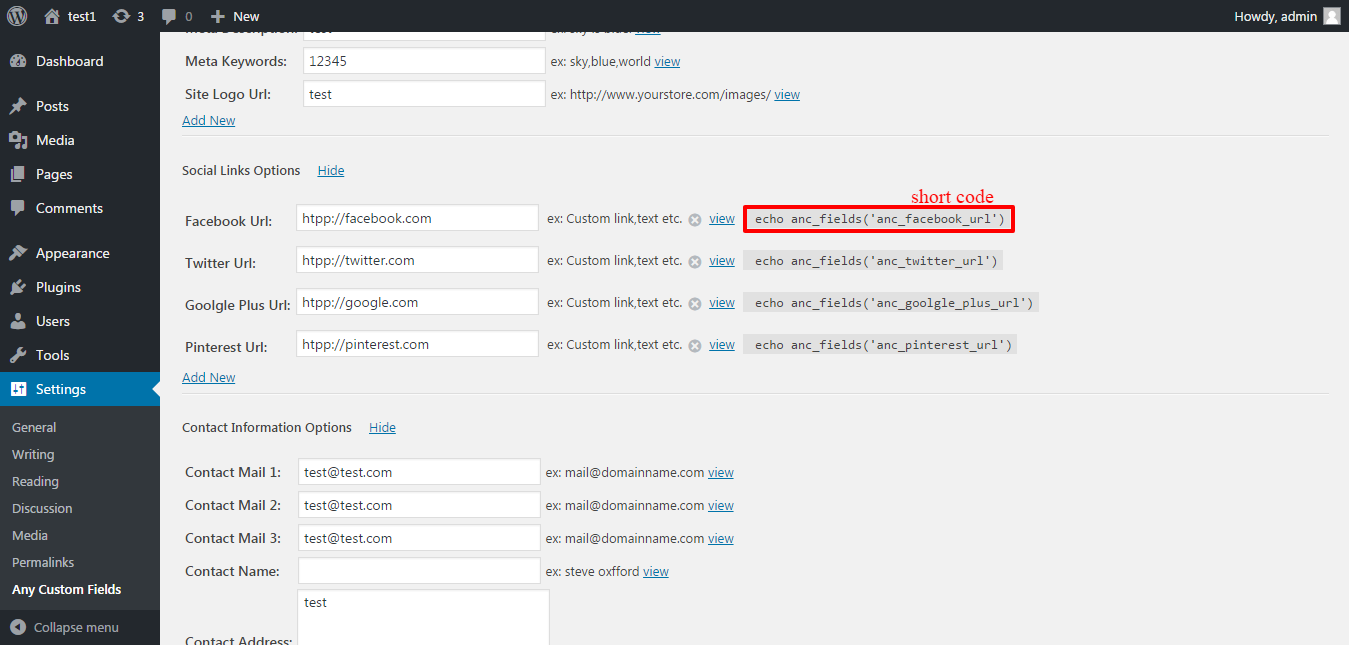 test1 3 0 New Howdy, admin
Dashboard
Posts
Media
Pages
Comments
Appearance
Plugins
Users
Tools
Settings
General
Writing
Reading
Discussion
Media
Permalinks
Any Custom Fields
Collapse menu
Meta Keywords: 12345 ex: sky,blue,world view
Site Logo Url: test ex: http://www.yourstore.com/images/ view
Add New
Social Links Options Hide
short code
Facebook Url: htpp://facebook.com ex: Custom link,text etc. view echo anc_fields('anc_facebook_url')
Twitter Url: htpp://twitter.com ex: Custom link,text etc. view echo anc_fields('anc_twitter_url')
Goolgle Plus Url: htpp://google.com ex: Custom link,text etc. view echo anc_fields('anc_goolgle_plus_url')
Pinterest Url: htpp://pinterest.com ex: Custom link,text etc. view echo anc_fields('anc_pinterest_url')
Add New
Contact Information Options Hide
Contact Mail 1: test@test.com ex: mail@domainname.com view
Contact Mail 2: test@test.com ex: mail@domainname.com view
Contact Mail 3: test@test.com ex: mail@domainname.com view
Contact Name: ex: steve oxfford view
test
Contact Address: